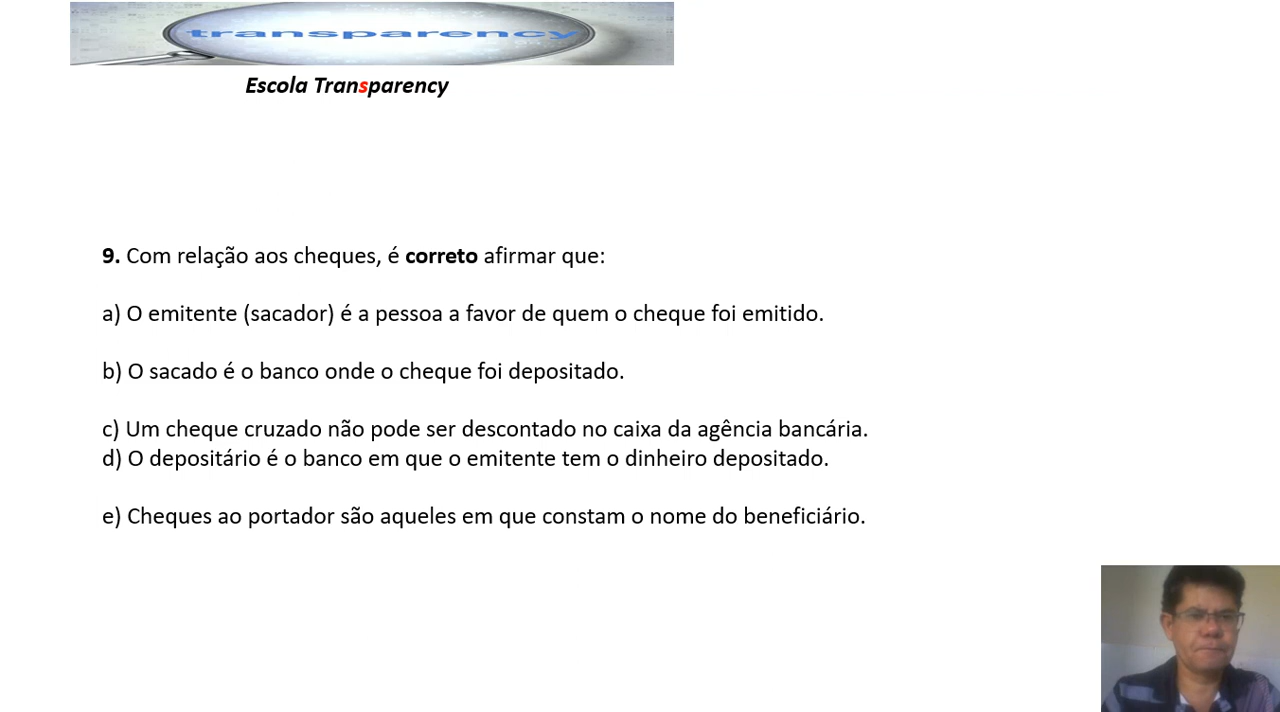 transparency
Escola Transparency
9. Com relação aos cheques, é correto afirmar que:
a) O emitente (sacador) é a pessoa a favor de quem o cheque foi emitido.
b) O sacado é o banco onde o cheque foi depositado.
c) Um cheque cruzado não pode ser descontado no caixa da agência bancária.
d) O depositário é o banco em que o emitente tem o dinheiro depositado.
e) Cheques ao portador são aqueles em que constam o nome do beneficiário.